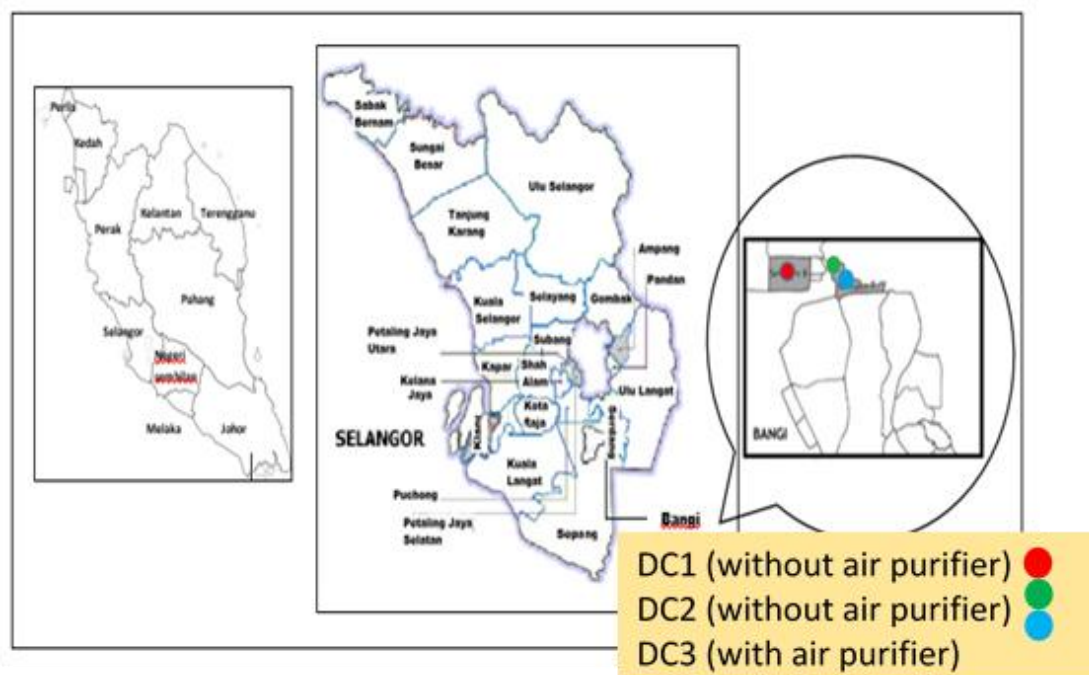 Perlis
Kedah
Perak
Kelantan
Terengganu
Pahang
Selangor
Negeri
sembilan
Melaka
Johor
Sabak
Bernam
Sungai
Besar
Ulu Selangor
Tanjung
Karang
Ampang
Pandan
Kuala
Selangor
Selayang
Gombak
Petaling Jaya
Utara
Subang
Kapar
Shah
Alam
Kelana
Jaya
Ulu Langat
Kota
Raja
Klang
Serdang
SELANGOR
Kuala
Langat
Puchong
Petaling Jaya
Selatan
Sepang
Bangi
BANGI
DC1 (without air purifier)
DC2 (without air purifier)
DC3 (with air purifier)